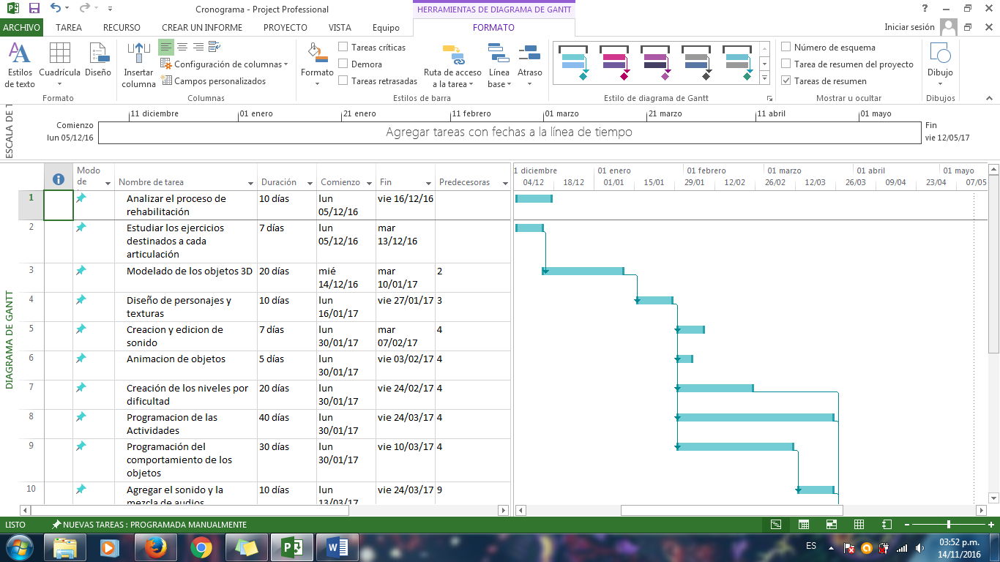 Cronograma - Project Professional
HERRAMIENTAS DE DIAGRAMA DE GANTT
ARCHIVO TAREA RECURSO CREAR UN INFORME PROYECTO VISTA Equipo FORMATO
Iniciar sesión
Estilos
de texto
Cuadrícula
Diseño
Formato
Insertar
columna
Configuración de columnas
Campos personalizados
Columnas
Formato
Tareas críticas
Demora
Tareas retrasadas
Ruta de acceso
a la tarea
Línea
base
Atraso
Estilos de barra
Estilo de diagrama de Gantt
Número de esquema
Tarea de resumen del proyecto
Tareas de resumen
Mostrar u ocultar
Dibujo
Dibujos
ESCALA DE T
11 diciembre 01 enero 21 enero 11 febrero 01 marzo 21 marzo 11 abril 01 mayo
Comienzo
lun 05/12/16
Agregar tareas con fechas a la línea de tiempo
Fin
vie 12/05/17
DIAGRAMA DE GANTT
Modo
de
Nombre de tarea Duración Comienzo Fin Predecesoras
1 diciembre 01 enero 01 febrero 01 marzo 01 abril 01 mayo
04/12 18/12 01/01 15/01 29/01 12/02 26/02 12/03 26/03 09/04 23/04 07/05
1 Analizar el proceso de 10 días lun vie 16/12/16
rehabilitación 05/12/16
2 Estudiar los ejercicios 7 días lun mar
destinados a cada 05/12/16 13/12/16
articulación
3 Modelado de los objetos 3D 20 días mié mar 2
14/12/16 10/01/17
4 Diseño de personajes y 10 días lun vie 27/01/17 3
texturas 16/01/17
5 Creacion y edicion de 7 días lun mar 4
sonido 30/01/17 07/02/17
6 Animacion de objetos 5 días lun vie 03/02/17 4
30/01/17
7 Creación de los niveles por 20 días lun vie 24/02/17 4
dificultad 30/01/17
8 Programacion de las 40 días lun vie 24/03/17 4
Actividades 30/01/17
9 Programación del 30 días lun vie 10/03/17 4
comportamiento de los 30/01/17
objetos
10 Agregar el sonido y la 10 días lun vie 24/03/17 9
mezcla de audios 13/03/17
LISTO NUEVAS TAREAS : PROGRAMADA MANUALMENTE
ES
03:52 p.m.
14/11/2016